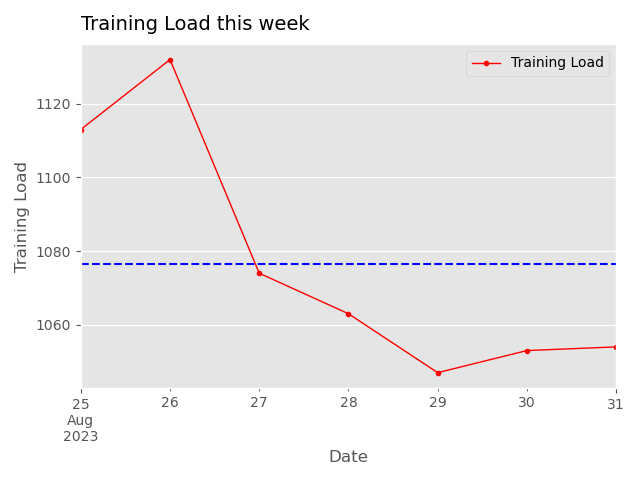 Training Load this week
Training Load
1120
1100
1080
1060
Training Load
25
Aug
2023
26
27
28
29
30
31
Date